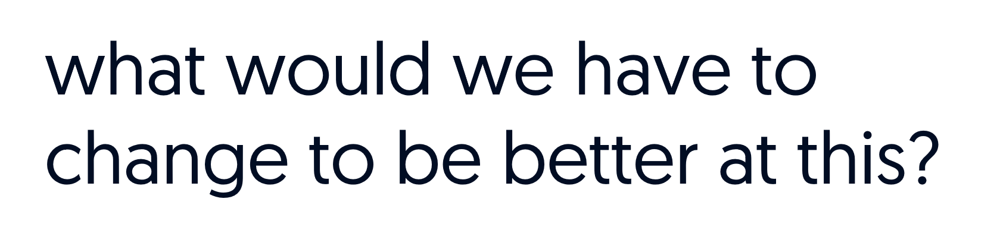 what would we have to
change to be better at this?